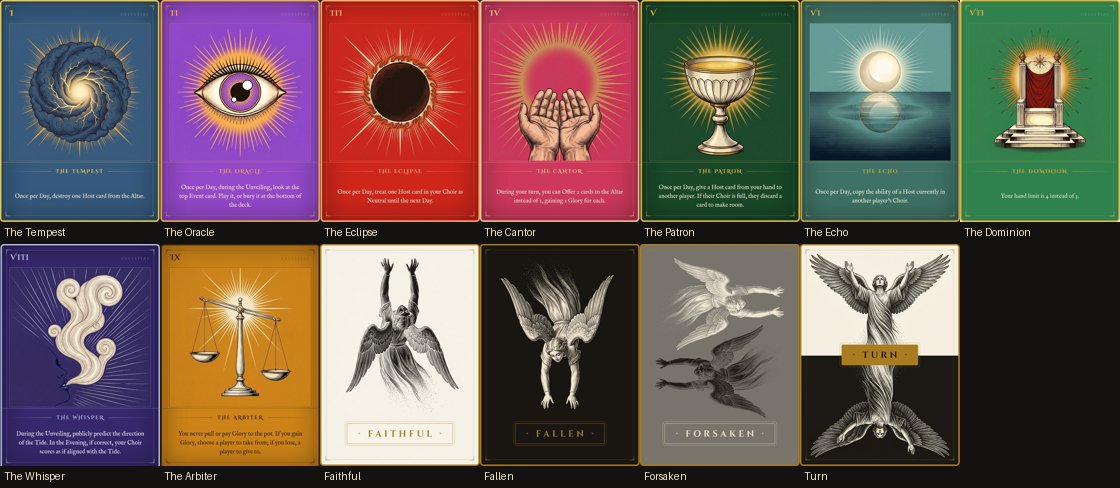 I
THE TEMPEST
Once per Day, destroy one Host card from the Altar.
The Tempest
II
THE ORACLE
Once per Day, during the Unveiling, look at the
top Event card. Play it, or bury it at the bottom of
the deck.
The Oracle
III
THE ECLIPSE
Once per Day, treat one Host card in your Choir as
Neutral until the next Day.
The Eclipse
IV
THE CANTOR
During your turn, you can Offer 2 cards to the Altar
instead of 1, gaining 1 Glory for each.
The Cantor
V
THE PATRON
Once per Day, give a Host card from your hand to
another player. If their Choir is full, they discard a
card to make room.
The Patron
VI
THE ECHO
Once per Day, copy the ability of a Host currently in
another player's Choir.
The Echo
VII
THE DOMINION
Your hand limit is 4 instead of 3.
The Dominion
VIII
THE WHISPER
During the Unveiling, publicly predict the direction
of the Tide. In the Evening, if correct, your Choir
scores as if aligned with the Tide.
The Whisper
IX
THE ARBITER
You never pull or pay Glory to the pot. If you gain
Glory, choose a player to take from; if you lose, a
player to give to.
The Arbiter
· FAITHFUL ·
Faithful
· FALLEN ·
Fallen
· FORSAKEN ·
Forsaken
· TURN ·
Turn